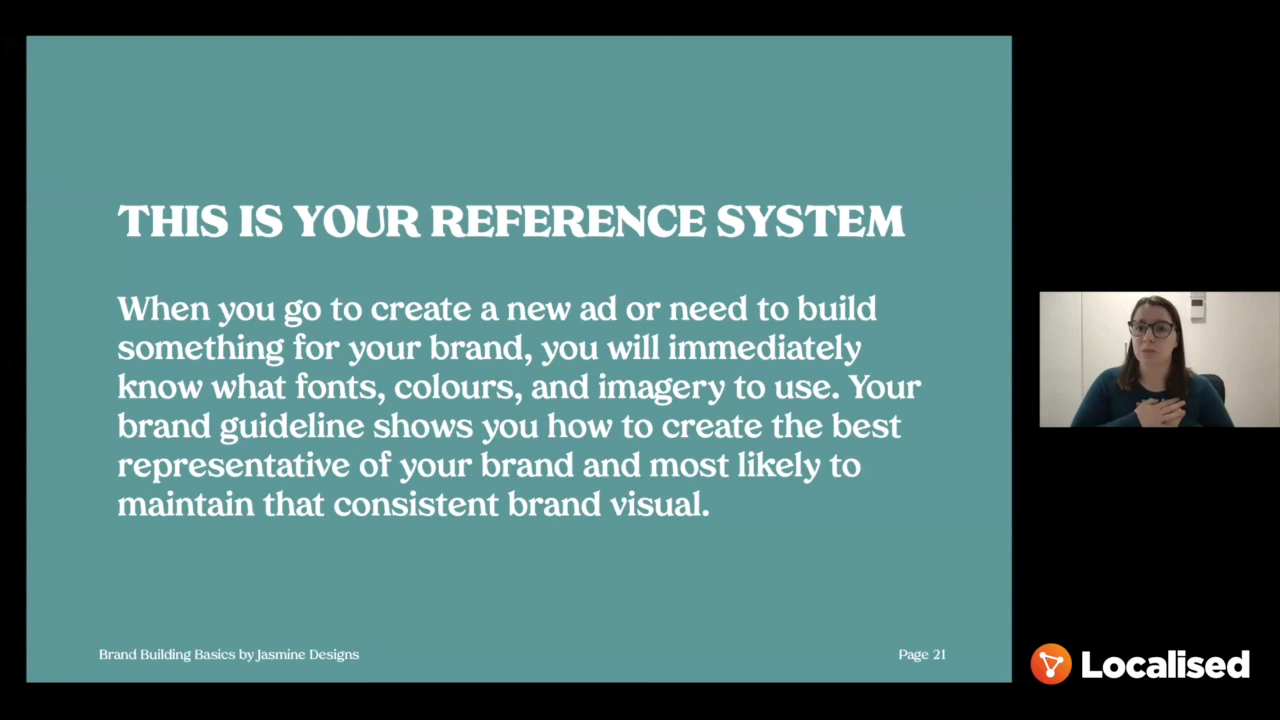 THIS IS YOUR REFERENCE SYSTEM
When you go to create a new ad or need to build
something for your brand, you will immediately
know what fonts, colours, and imagery to use. Your
brand guideline shows you how to create the best
representative of your brand and most likely to
maintain that consistent brand visual.
Brand Building Basics by Jasmine Designs
Page 21
Localised